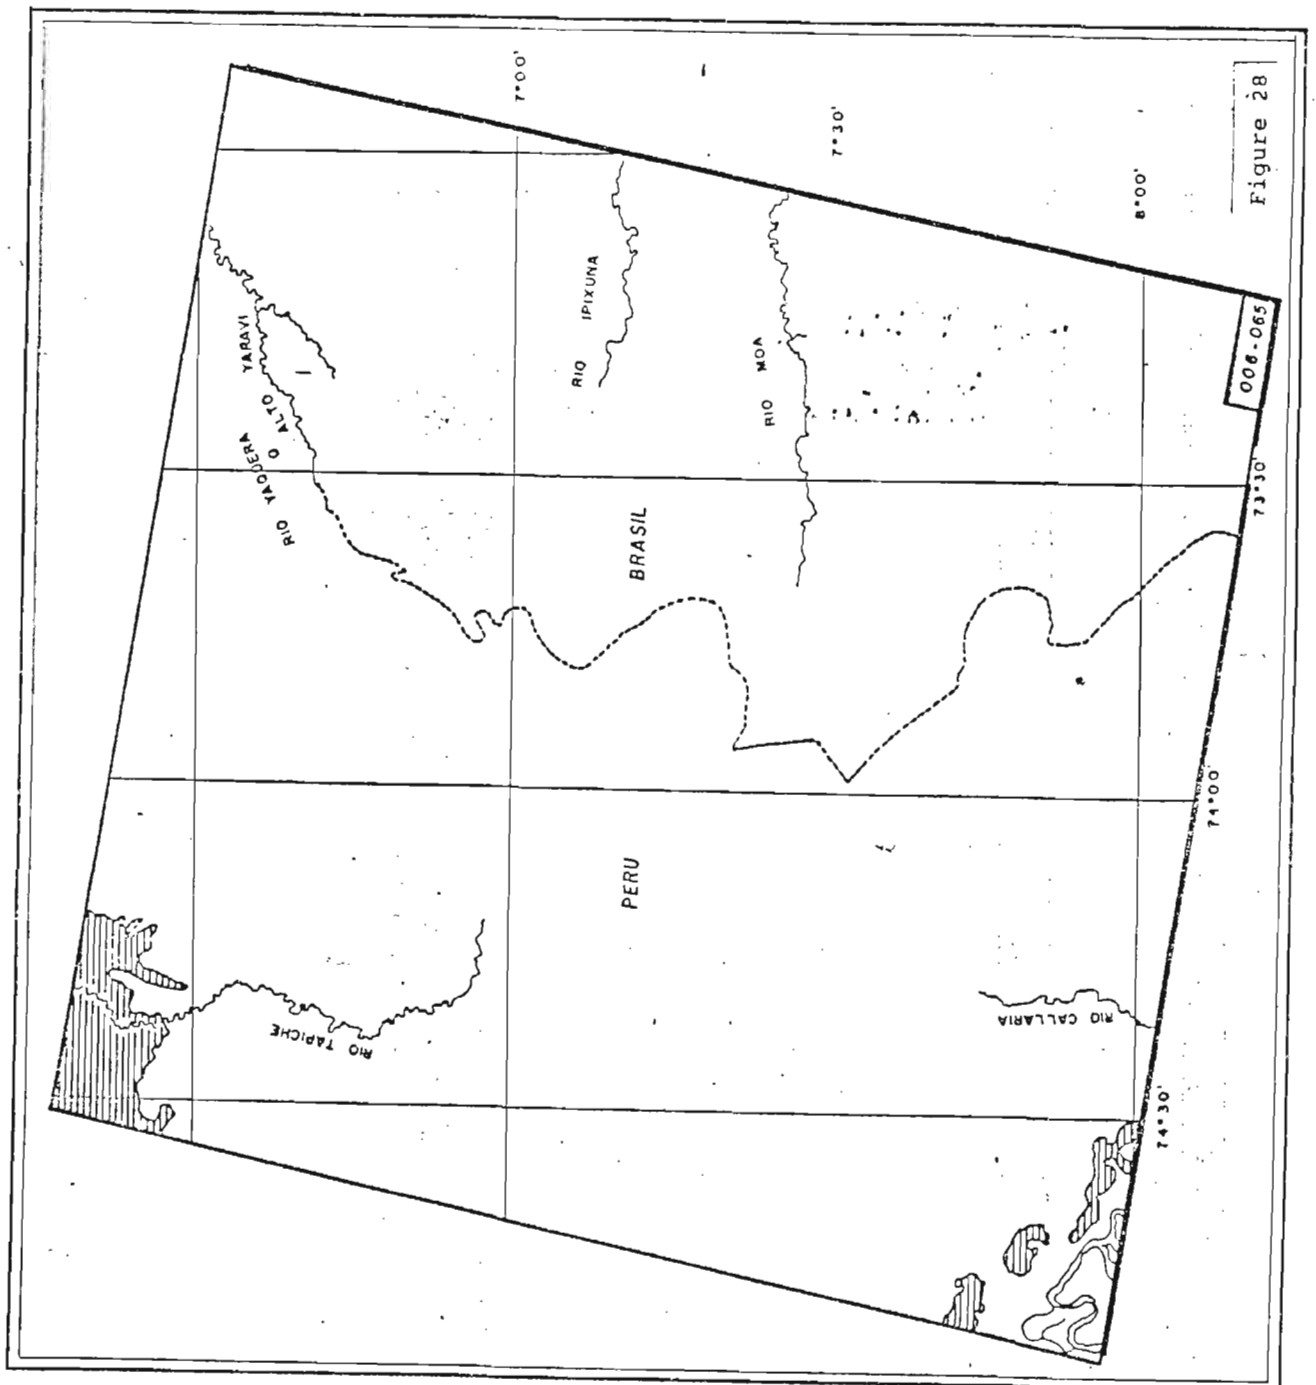 Figure 28
7°00'
7°30'
8°00'
RIO YAQUERA
O ALTO YARAVI
RIO IPIXUNA
RIO MOA
BRASIL
PERU
RIO TAPICHE
RIO CALLARIA
006-065
73°30'
74°00'
74°30'